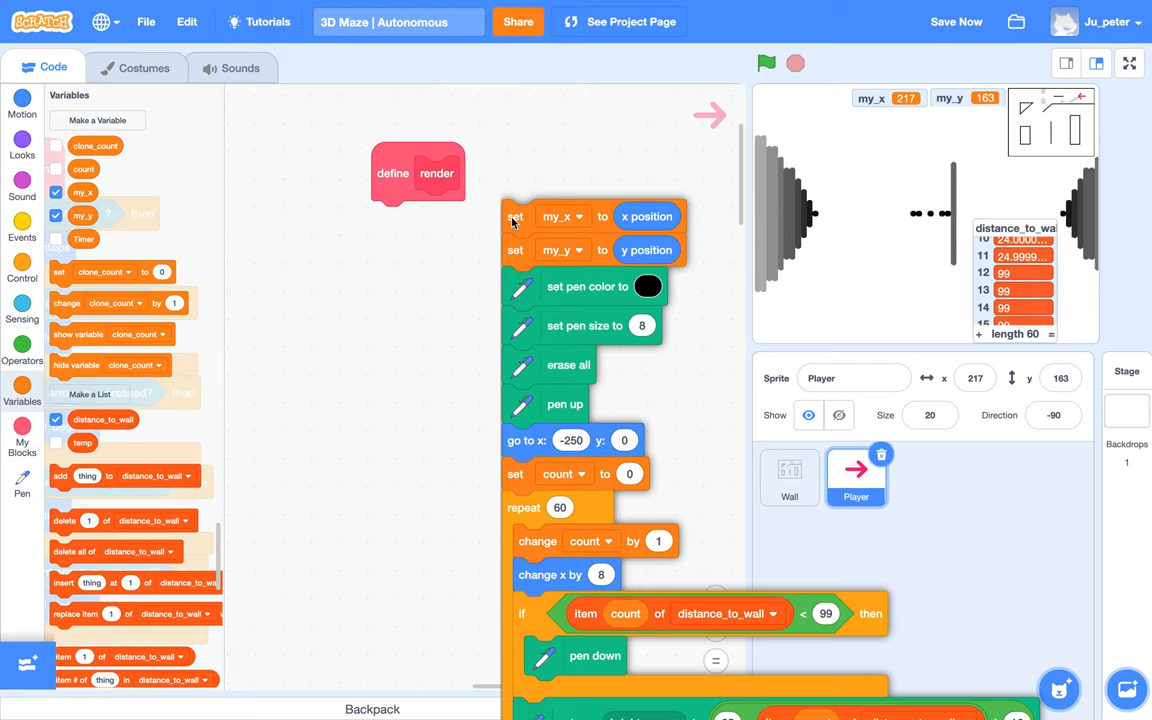 SCRATCH File Edit Tutorials 3D Maze | Autonomous Share See Project Page Save Now Ju_peter
Code Costumes Sounds
Motion
Looks
Sound
Events
Control
Sensing
Operators
Variables
My
Blocks
Pen
Variables
Make a Variable
clone_count
count
my_x
my_y
? then
Timer
set clone_count to 0
change clone_count by 1
show variable clone_count
hide variable clone_count
Make a List
distance_to_wall
temp
add thing to distance_to_wall
delete 1 of distance_to_wall
delete all of distance_to_wall
insert thing at 1 of distance_to_wa
replace item 1 of distance_to_wall
item 1 of distance_to_wall
item # of thing in distance_to_wall
define render
set my_x to x position
set my_y to y position
set pen color to
set pen size to 8
erase all
pen up
go to x: -250 y: 0
set count to 0
repeat 60
change count by 1
change x by 8
if item count of distance_to_wall < 99 then
pen down
Backpack
my_x 217 my_y 163
distance_to_wa
10 24.0000...
11 24.9999...
12 99
13 99
14 99
15
+ length 60 =
Sprite Player x 217 y 163
Show Size 20 Direction -90
Wall
Player
Stage
Backdrops
1